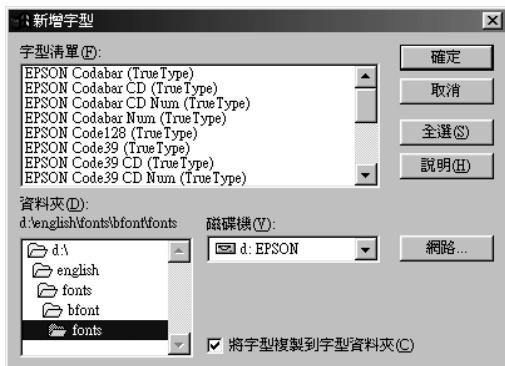 新增字型
字型清單(F):
EPSON Codabar (TrueType)
EPSON Codabar CD (TrueType)
EPSON Codabar CD Num (TrueType)
EPSON Codabar Num (TrueType)
EPSON Code128 (TrueType)
EPSON Code39 (TrueType)
EPSON Code39 CD (TrueType)
EPSON Code39 CD Num (TrueType)
確定
取消
全選(S)
說明(H)
資料夾(D):
d:\english\fonts\bfont\fonts
d:\
english
fonts
bfont
fonts
磁碟機(V):
d: EPSON
網路...
將字型複製到字型資料夾(C)